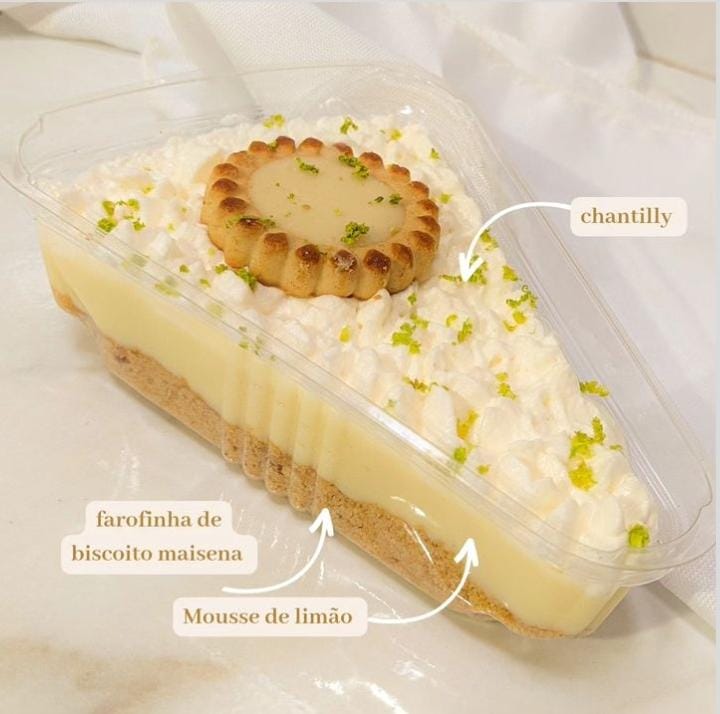 chantilly
farofinha de
biscoito maisena
Mousse de limão